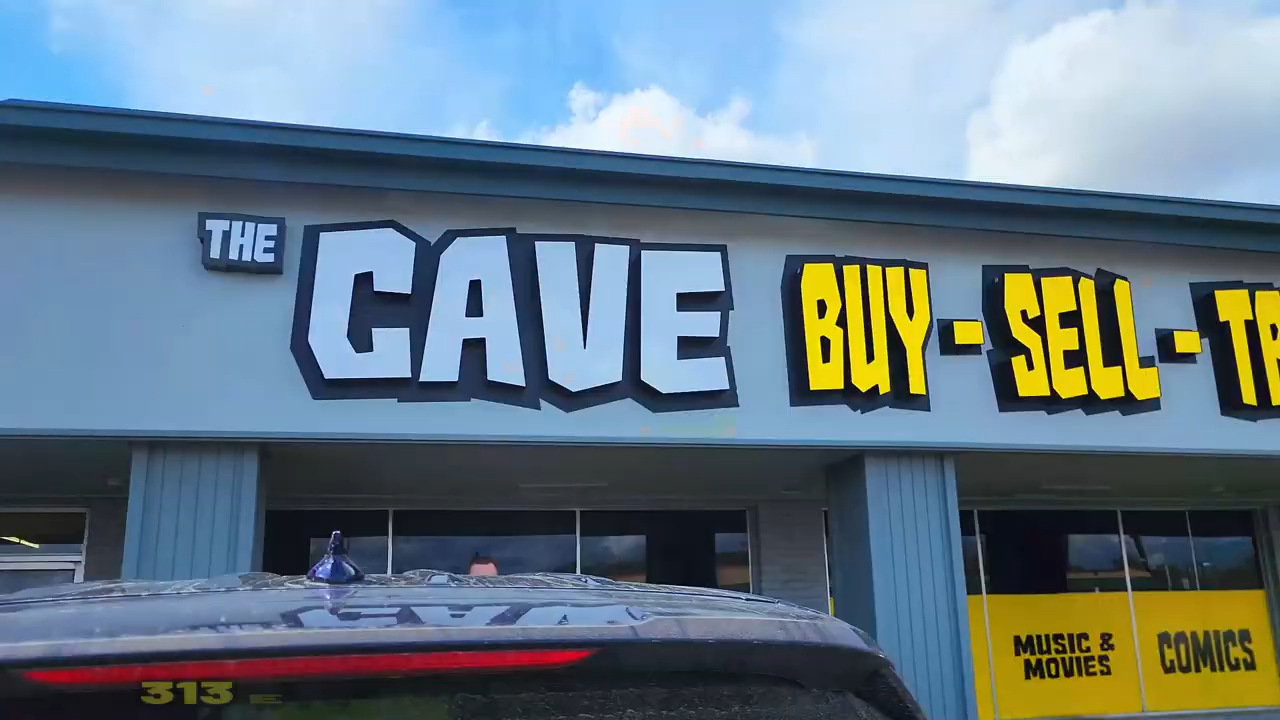 THE
CAVE
BUY - SELL -
MUSIC &
MOVIES
COMICS
313 E